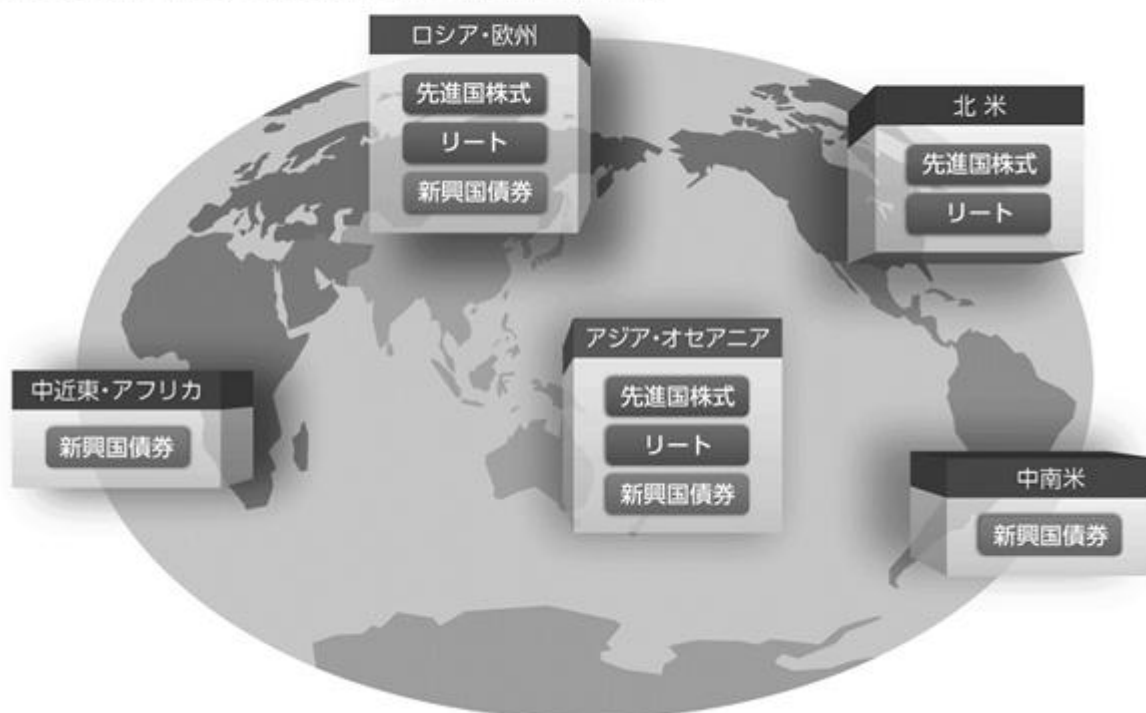 ロシア・欧州
先進国株式
リート
新興国債券
北米
先進国株式
リート
アジア・オセアニア
先進国株式
リート
新興国債券
中近東・アフリカ
新興国債券
中南米
新興国債券